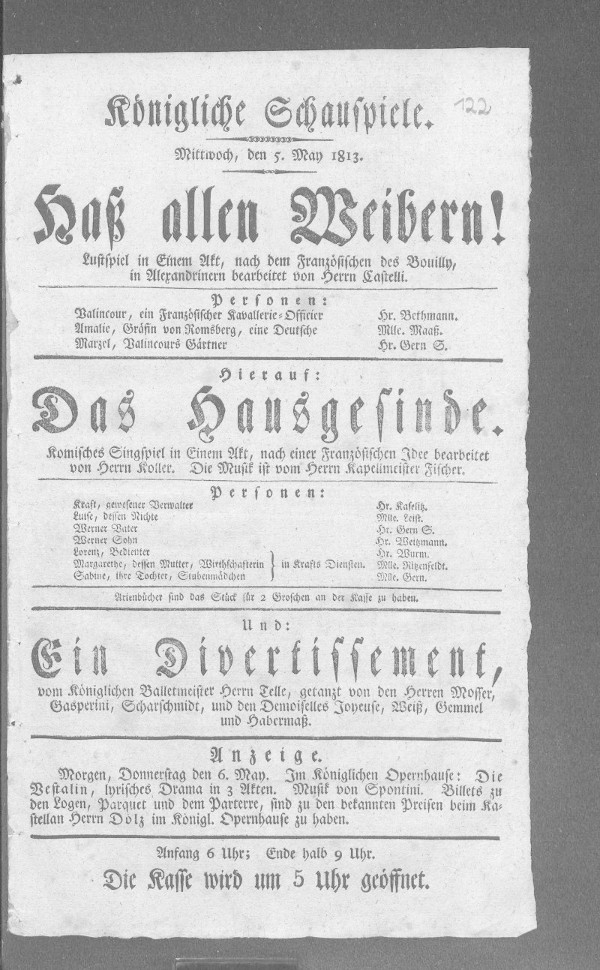 Königliche Schauspiele.
122
Mittwoch, den 5. May 1813.
Haß allen Weibern!
Lustspiel in Einem Akt, nach dem Französischen des Bouilly,
in Alexandrinern bearbeitet von Herrn Castelli.
Personen:
Valincour, ein Französischer Kavallerie-Officier Hr. Bethmann.
Amalie, Gräfin von Romsberg, eine Deutsche Mlle. Maaß.
Marzel, Valincours Gärtner Hr. Gern S.
Hierauf:
Das Hausgesinde.
Komisches Singspiel in Einem Akt, nach einer Französischen Idee bearbeitet
von Herrn Koller. Die Musik ist vom Herrn Kapellmeister Fischer.
Personen:
Kraft, gewesener Verwalter Hr. Kaselitz.
Luise, dessen Nichte Mlle. Leist.
Werner Vater Hr. Gern S.
Werner Sohn Hr. Weitzmann.
Lorenz, Bedienter Hr. Wurm.
Margarethe, dessen Mutter, Wirthschafterin in Krafts Diensten. Mlle. Ritzenfeldt.
Sabine, ihre Tochter, Stubenmädchen Mlle. Gern.
Arienbücher sind das Stück für 2 Groschen an der Kasse zu haben.
Und:
Ein Divertissement,
vom Königlichen Balletmeister Herrn Telle, getanzt von den Herren Mosser,
Gasperini, Scharschmidt, und den Demoiselles Joyeuse, Weiß, Gemmel
und Habermaß.
Anzeige.
Morgen, Donnerstag den 6. May. Im Königlichen Opernhause: Die
Vestalin, lyrisches Drama in 3 Akten. Musik von Spontini. Billets zu
den Logen, Parquet und dem Parterre, sind zu den bekannten Preisen beim Ka-
stellan Herrn Dölz im Königl. Opernhause zu haben.
Anfang 6 Uhr; Ende halb 9 Uhr.
Die Kasse wird um 5 Uhr geöffnet.